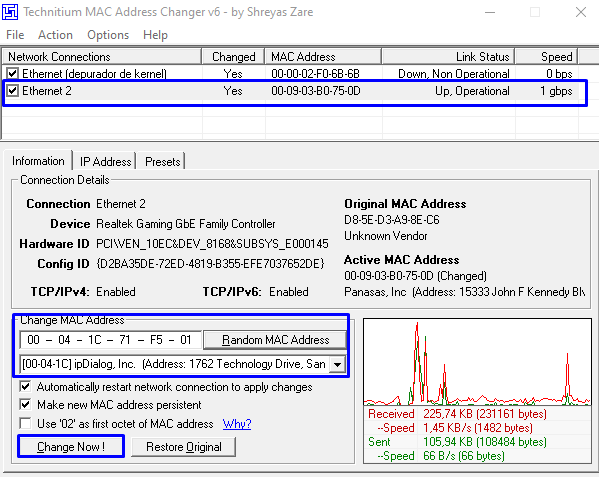 Technitium MAC Address Changer v6 - by Shreyas Zare
File Action Options Help
Network Connections Changed MAC Address Link Status Speed
Ethernet (depurador de kernel) Yes 00-00-02-F0-6B-6B Down, Non Operational 0 bps
Ethernet 2 Yes 00-09-03-B0-75-0D Up, Operational 1 gbps
Information IP Address Presets
Connection Details
Connection Ethernet 2
Device Realtek Gaming GbE Family Controller
Hardware ID PCI\VEN_10EC&DEV_8168&SUBSYS_E000145
Config ID {D2BA35DE-72ED-4819-B355-EFE7037652DE}
TCP/IPv4: Enabled TCP/IPv6: Enabled
Original MAC Address
D8-5E-D3-A9-8E-C6
Unknown Vendor
Active MAC Address
00-09-03-B0-75-0D (Changed)
Panasas, Inc (Address: 15333 John F Kennedy Blv
Change MAC Address
00 - 04 - 1C - 71 - F5 - 01 Random MAC Address
[00-04-1C] ipDialog, Inc. (Address: 1762 Technology Drive, San
Automatically restart network connection to apply changes
Make new MAC address persistent
Use '02' as first octet of MAC address Why?
Change Now ! Restore Original
Received 225,74 KB (231161 bytes)
--Speed 1,45 KB/s (1482 bytes)
Sent 105,94 KB (108484 bytes)
--Speed 66 B/s (66 bytes)